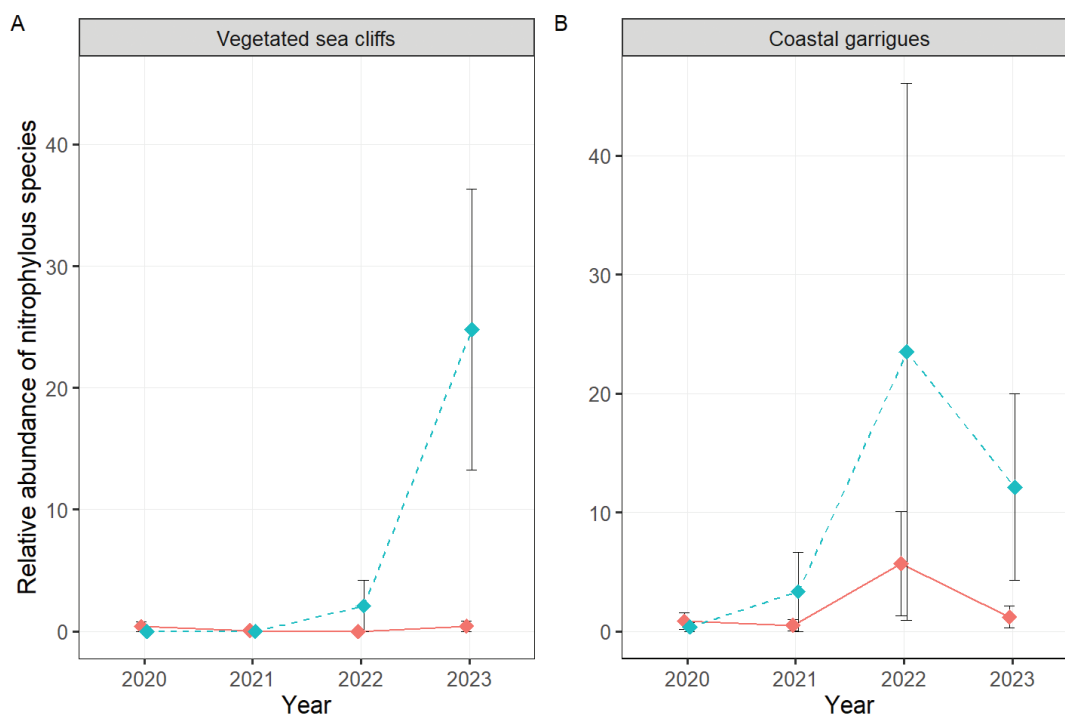 A
Vegetated sea cliffs
Relative abundance of nitrophylous species
40
30
20
10
0
2020 2021 2022 2023
Year
B
Coastal garrigues
40
30
20
10
0
2020 2021 2022 2023
Year